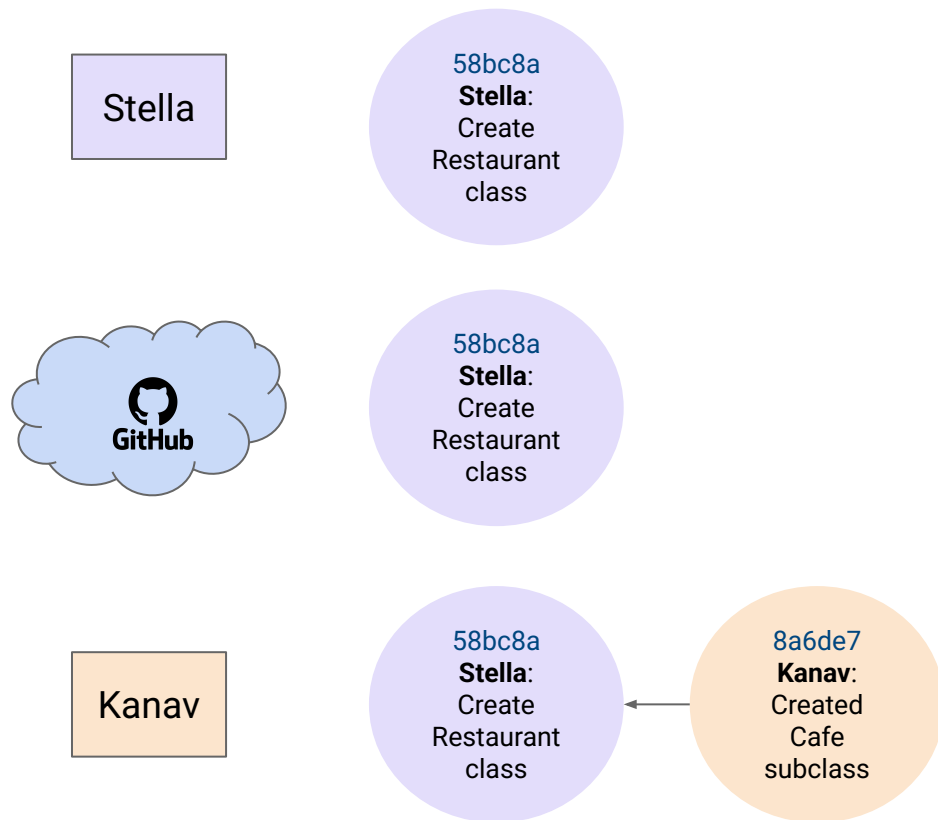 Stella
58bc8a
Stella:
Create
Restaurant
class
GitHub
58bc8a
Stella:
Create
Restaurant
class
Kanav
58bc8a
Stella:
Create
Restaurant
class
8a6de7
Kanav:
Created
Cafe
subclass